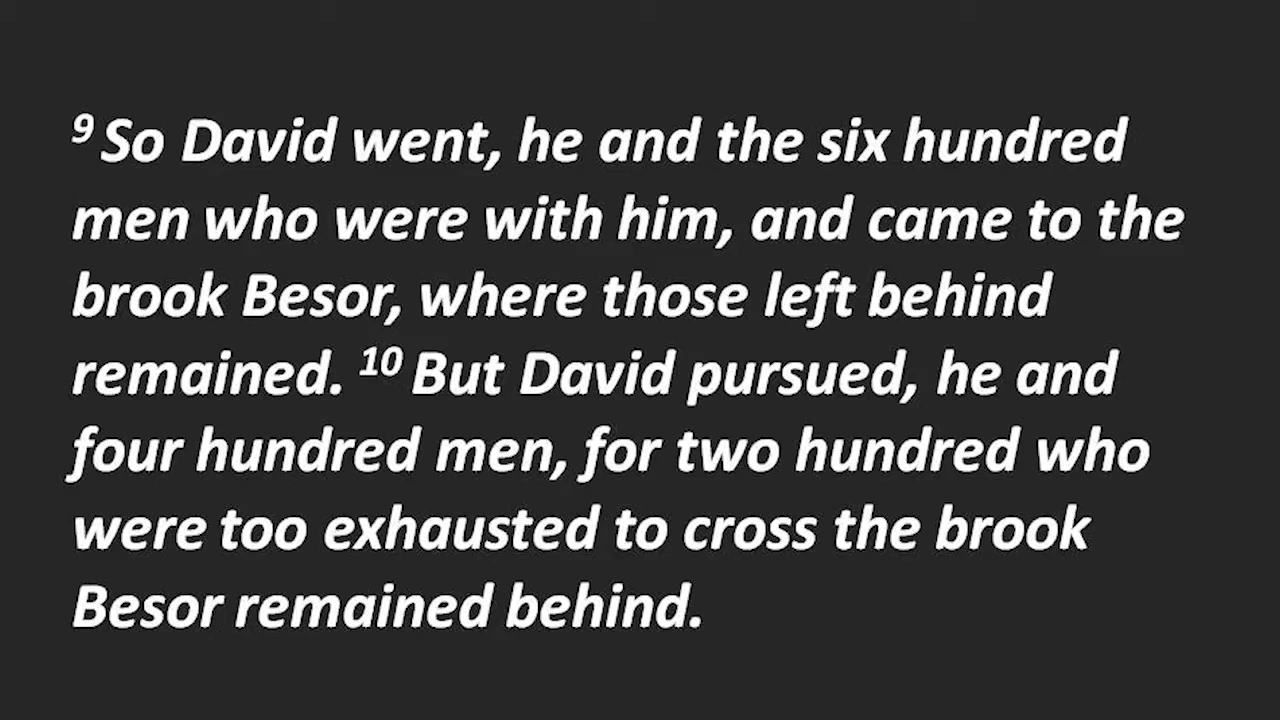 9 So David went, he and the six hundred
men who were with him, and came to the
brook Besor, where those left behind
remained. 10 But David pursued, he and
four hundred men, for two hundred who
were too exhausted to cross the brook
Besor remained behind.